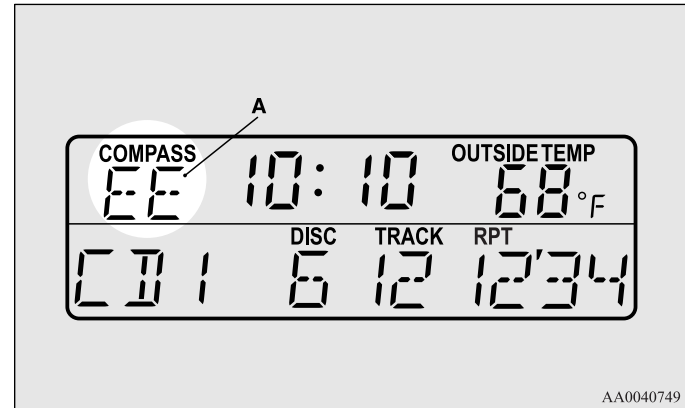 A
COMPASS OUTSIDE TEMP
EE 10:10 68°F
DISC TRACK RPT
CD1 6 12 12'34
AA0040749